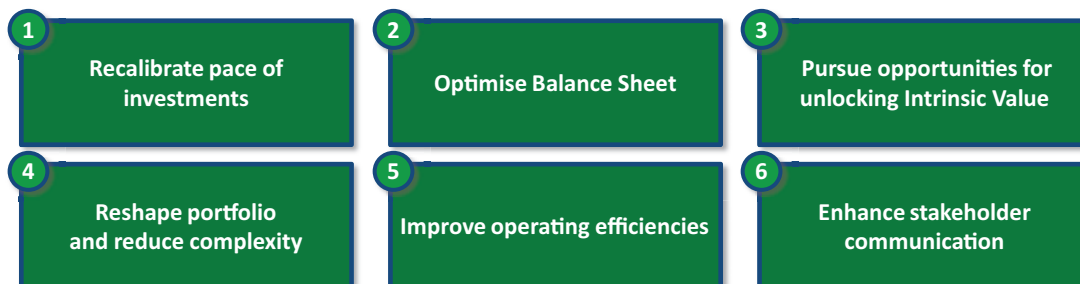 1
Recalibrate pace of
investments
2
Optimise Balance Sheet
3
Pursue opportunities for
unlocking Intrinsic Value
4
Reshape portfolio
and reduce complexity
5
Improve operating efficiencies
6
Enhance stakeholder
communication